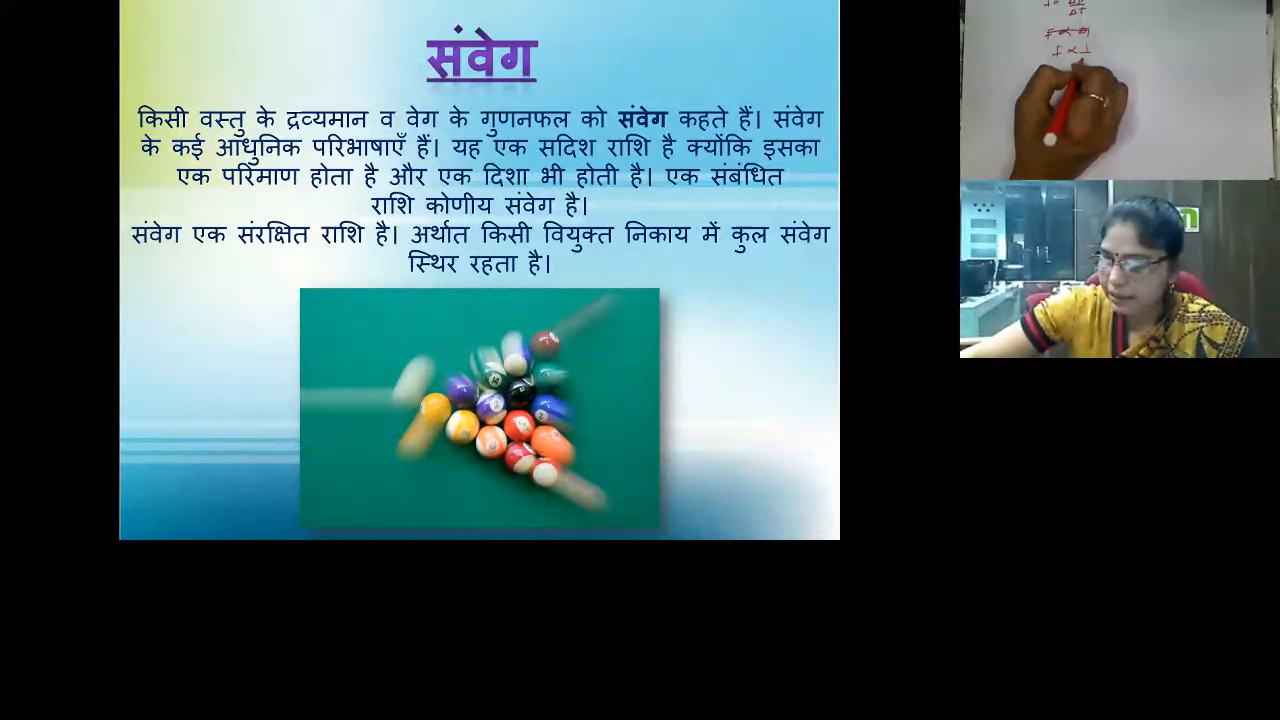 संवेग
किसी वस्तु के द्रव्यमान व वेग के गुणनफल को संवेग कहते हैं। संवेग
के कई आधुनिक परिभाषाएँ हैं। यह एक सदिश राशि है क्योंकि इसका
एक परिमाण होता है और एक दिशा भी होती है। एक संबंधित
राशि कोणीय संवेग है।
संवेग एक संरक्षित राशि है। अर्थात किसी वियुक्त निकाय में कुल संवेग
स्थिर रहता है।